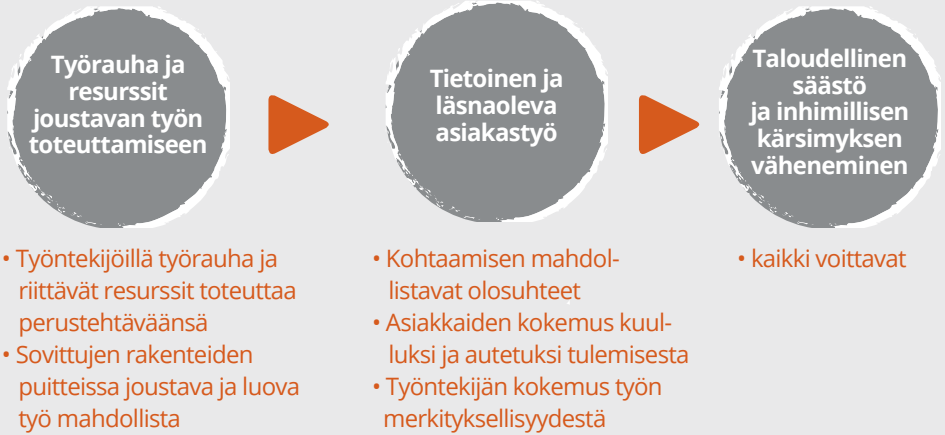 Työrauha ja
resurssit
joustavan työn
toteuttamiseen
Tietoinen ja
läsnaoleva
asiakastyö
Taloudellinen
säästö
ja inhimillisen
kärsimyksen
väheneminen
• Työntekijöillä työrauha ja
riittävät resurssit toteuttaa
perustehtäväänsä
• Sovittujen rakenteiden
puitteissa joustava ja luova
työ mahdollista
• Kohtaamisen mahdol-
listavat olosuhteet
• Asiakkaiden kokemus kuul-
luksi ja autetuksi tulemisesta
• Työntekijän kokemus työn
merkityksellisyydestä
• kaikki voittavat